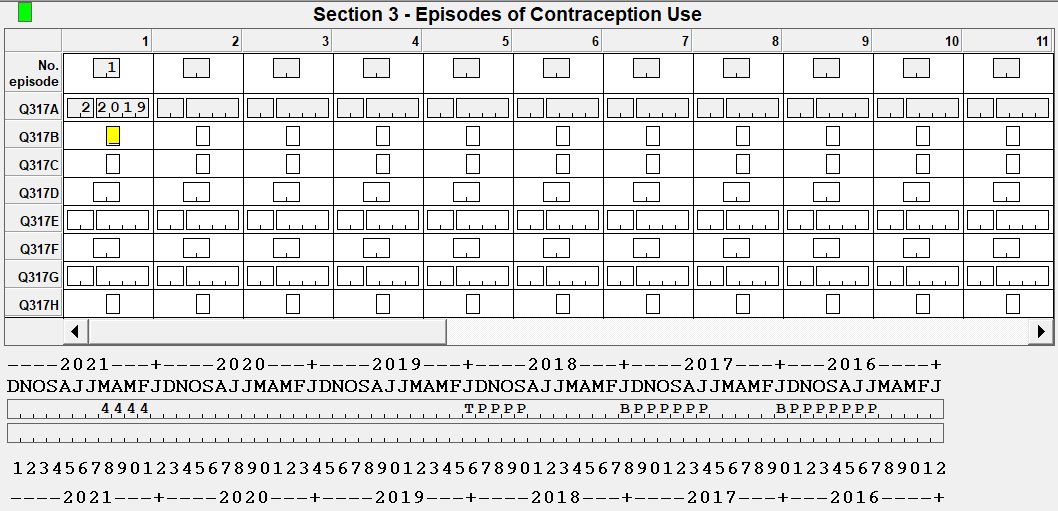 Section 3 - Episodes of Contraception Use
1 2 3 4 5 6 7 8 9 10 11
No. episode 1
Q317A 2 2019
Q317B
Q317C
Q317D
Q317E
Q317F
Q317G
Q317H
----2021---+----2020---+----2019---+----2018---+----2017---+---2016----+
DNOSAJJMAMFJDNOSAJJMAMFJDNOSAJJMAMFJDNOSAJJMAMFJDNOSAJJMAMFJDNOSAJJMAMFJ
4444 TPPPP BPPPPPP BPPPPPPP
123456789012345678901234567890123456789012345678901234567890123456789012
----2021---+----2020---+----2019---+----2018---+----2017---+---2016----+